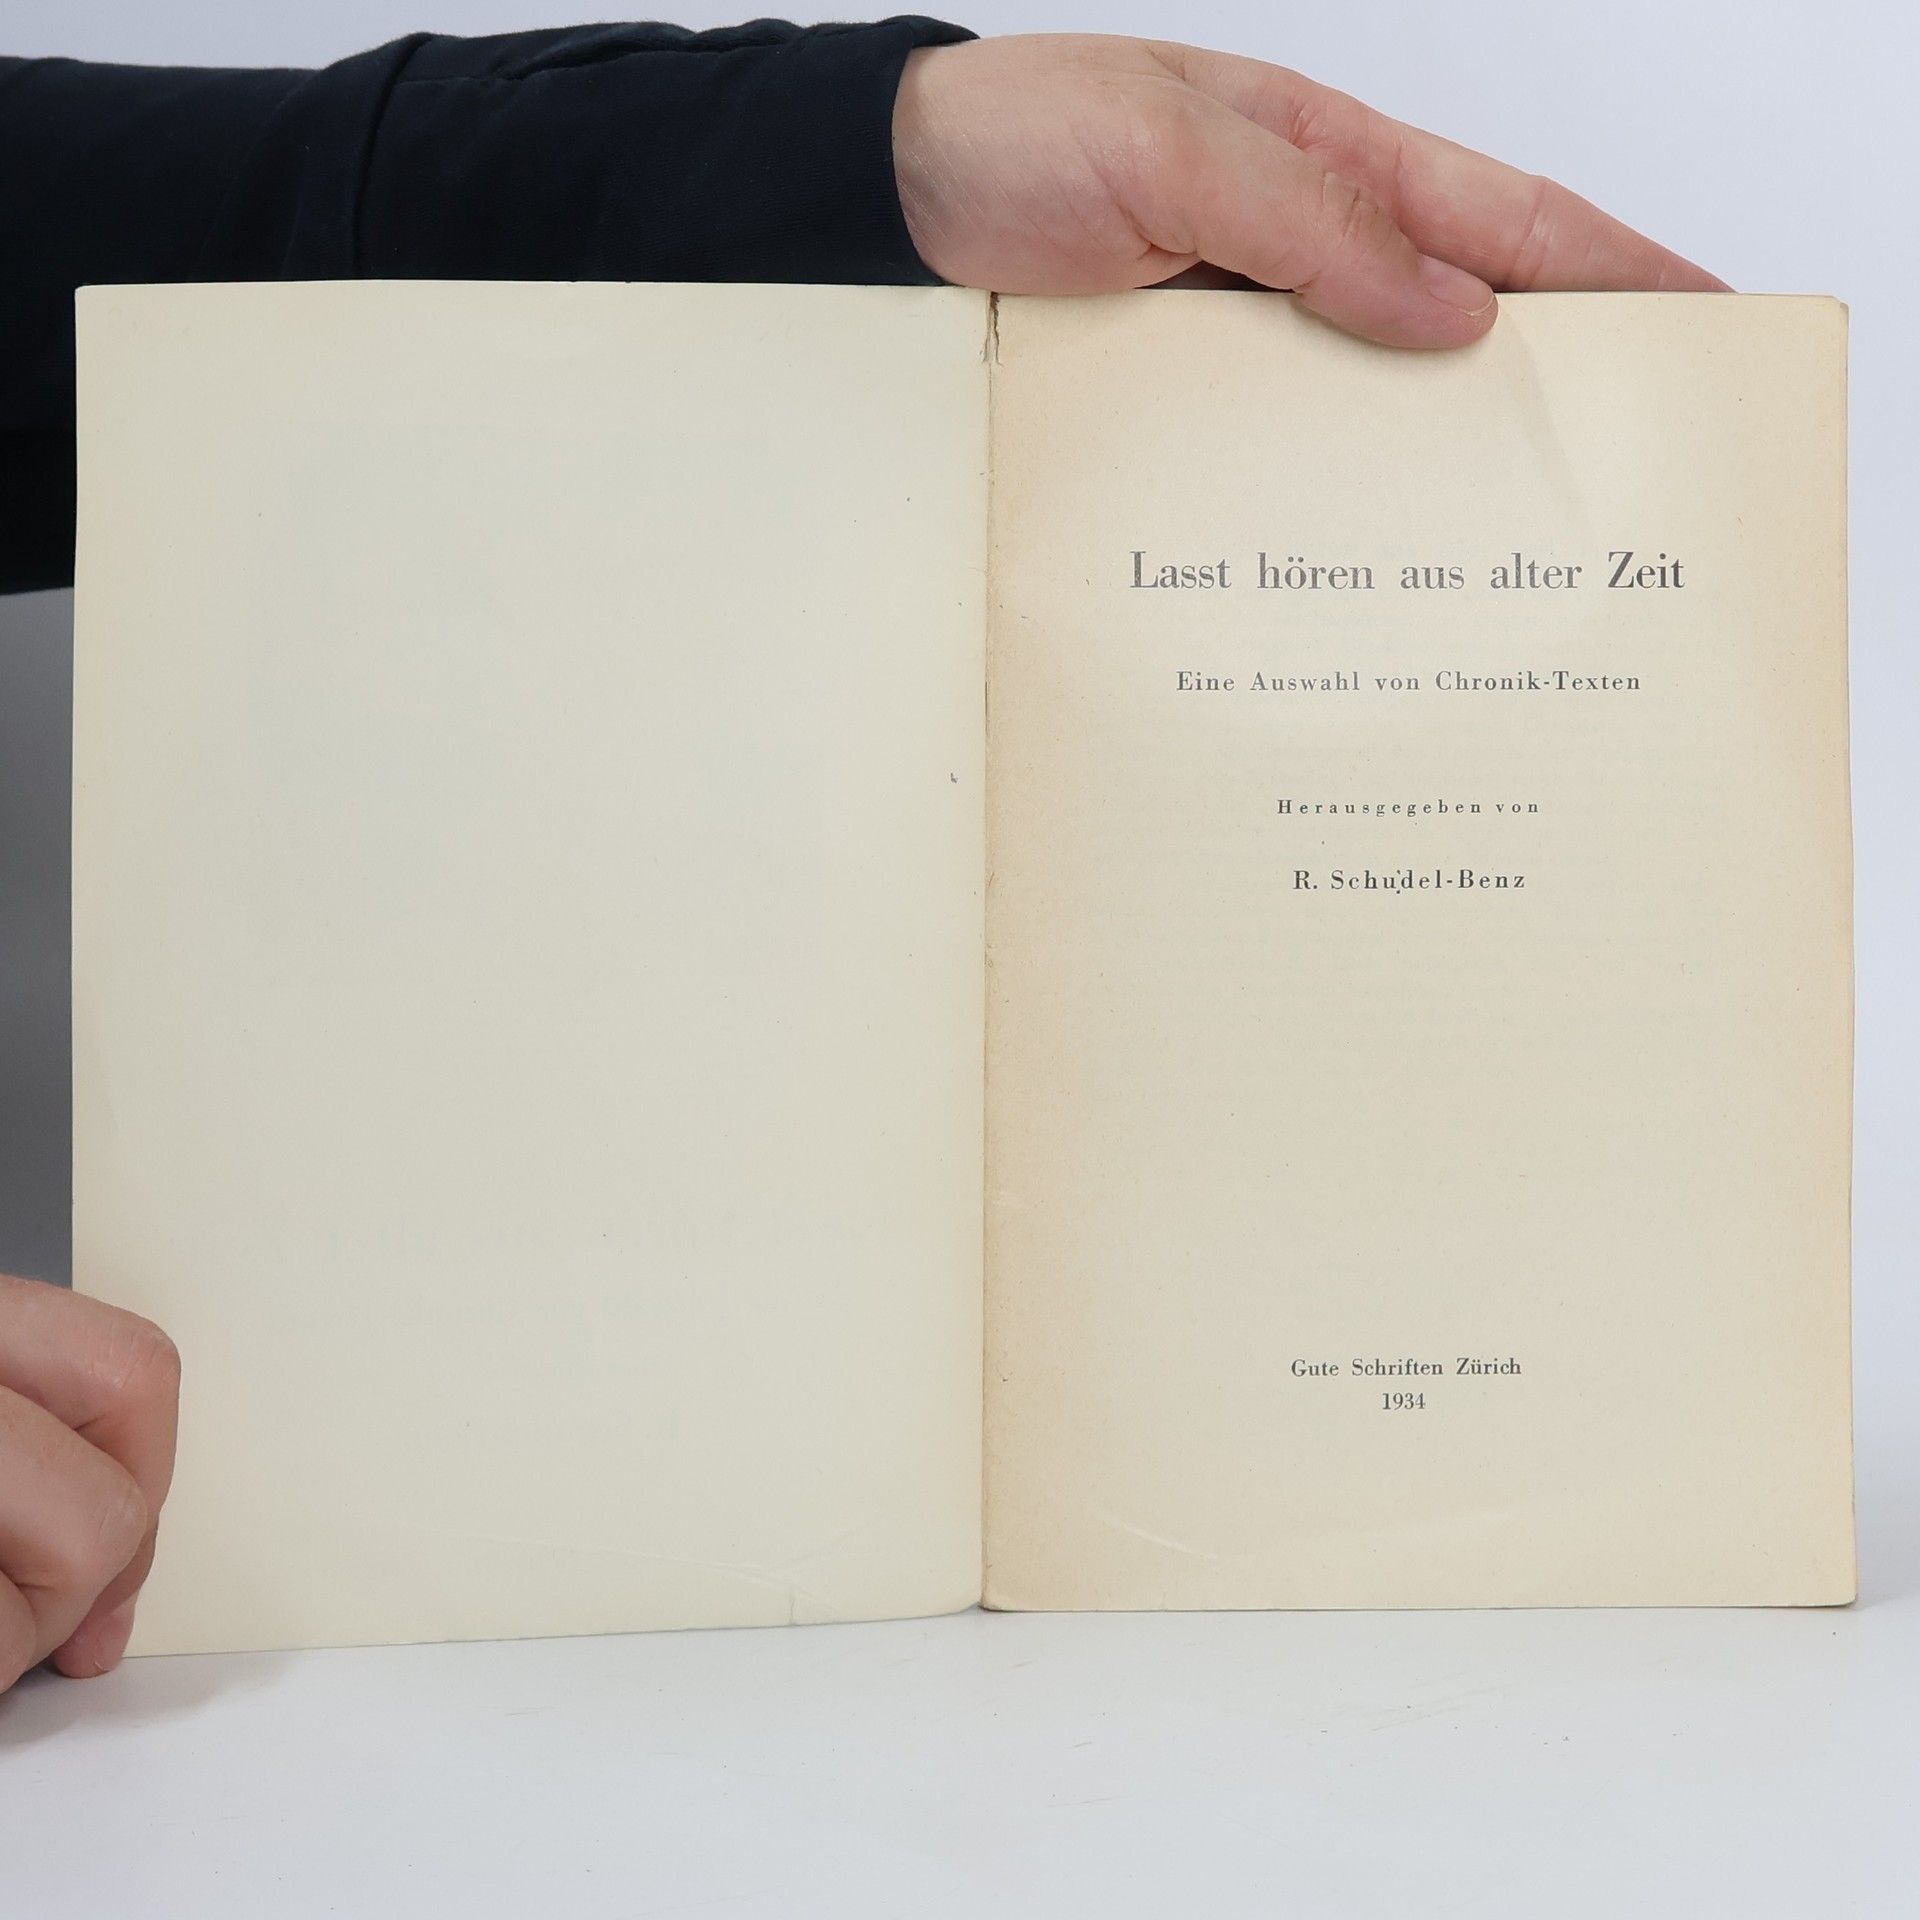 Lasst hören aus alter Zeit
Eine Auswahl von Chronik-Texten
Herausgegeben von
R. Schudel-Benz
Gute Schriften Zürich
1934